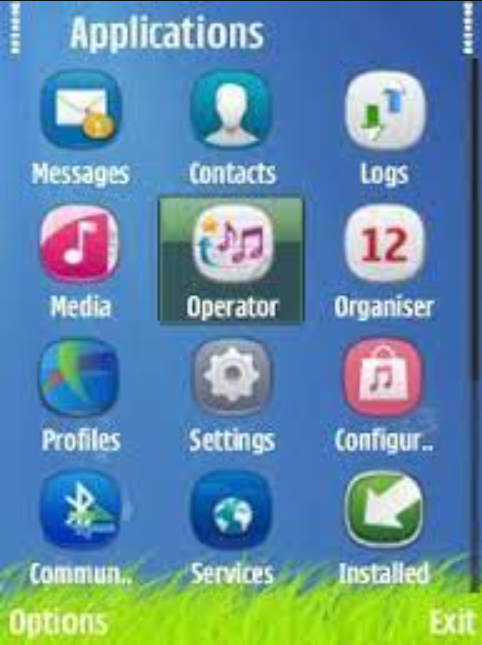 Applications
Messages Contacts Logs
Media Operator 12 Organiser
Profiles Settings Configur..
Commun.. Services Installed
Options Exit